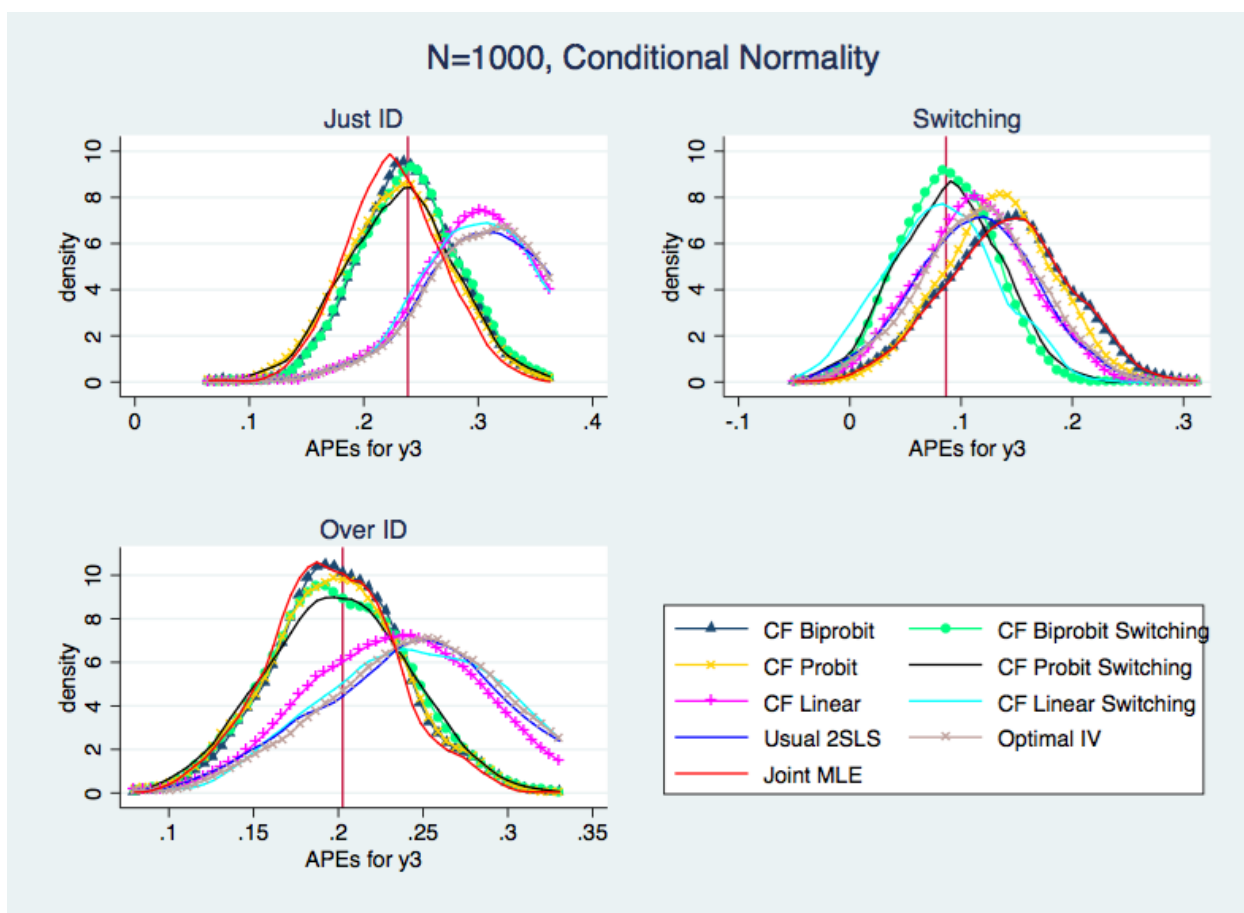 N=1000, Conditional Normality
Just ID
density
0 2 4 6 8 10
0 .1 .2 .3 .4
APEs for y3
Switching
density
0 2 4 6 8 10
-.1 0 .1 .2 .3
APEs for y3
Over ID
density
0 2 4 6 8 10
.1 .15 .2 .25 .3 .35
APEs for y3
CF Biprobit CF Biprobit Switching
CF Probit CF Probit Switching
CF Linear CF Linear Switching
Usual 2SLS Optimal IV
Joint MLE